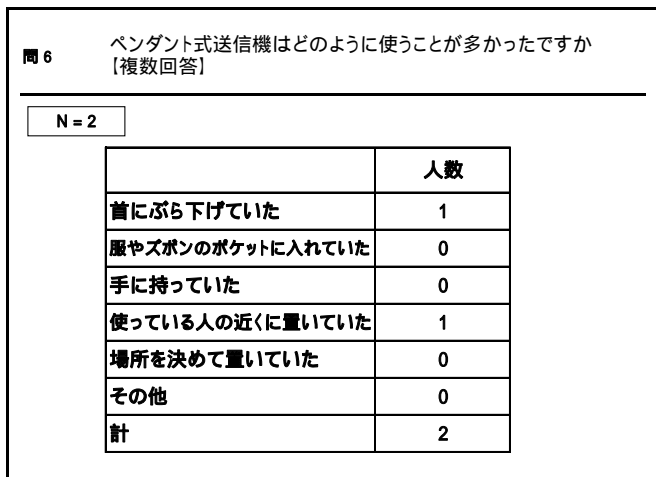 問6 ペンダント式送信機はどのように使うことが多かったですか
【複数回答】
N = 2
人数
首にぶら下げていた 1
服やズボンのポケットに入れていた 0
手に持っていた 0
使っている人の近くに置いていた 1
場所を決めて置いていた 0
その他 0
計 2